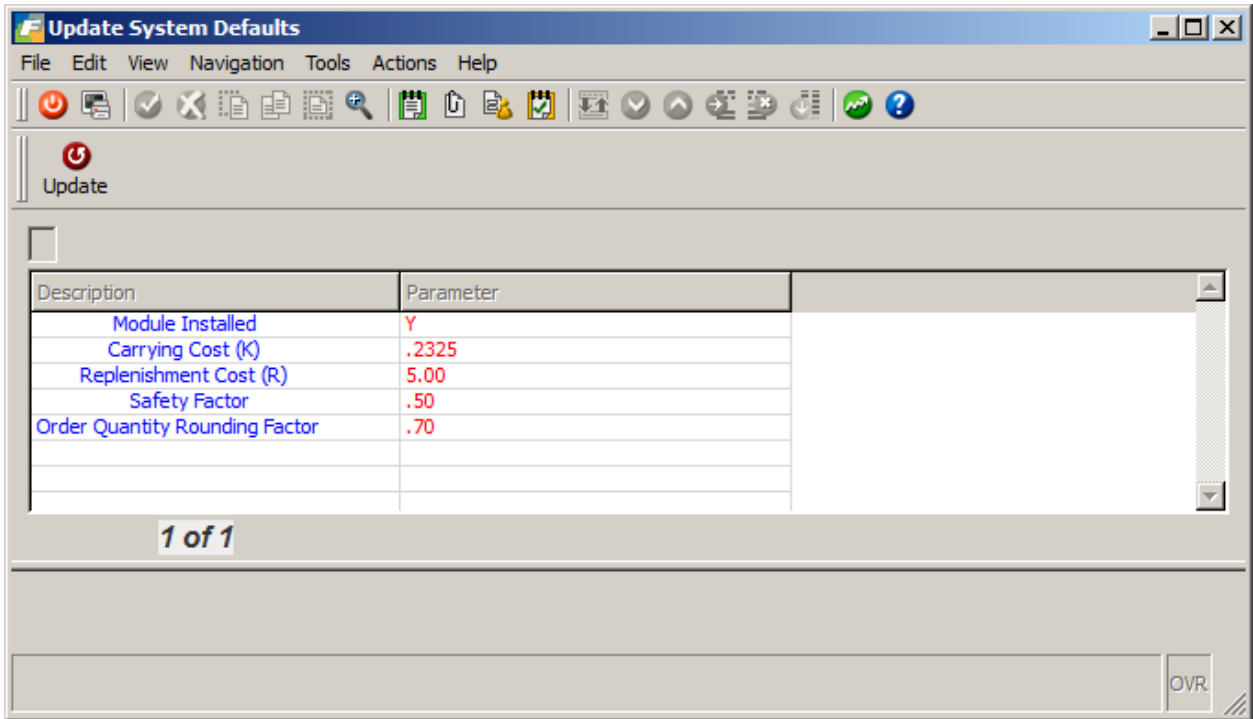 Update System Defaults
File Edit View Navigation Tools Actions Help
Update
Description Parameter
Module Installed Y
Carrying Cost (K) .2325
Replenishment Cost (R) 5.00
Safety Factor .50
Order Quantity Rounding Factor .70
1 of 1
OVR